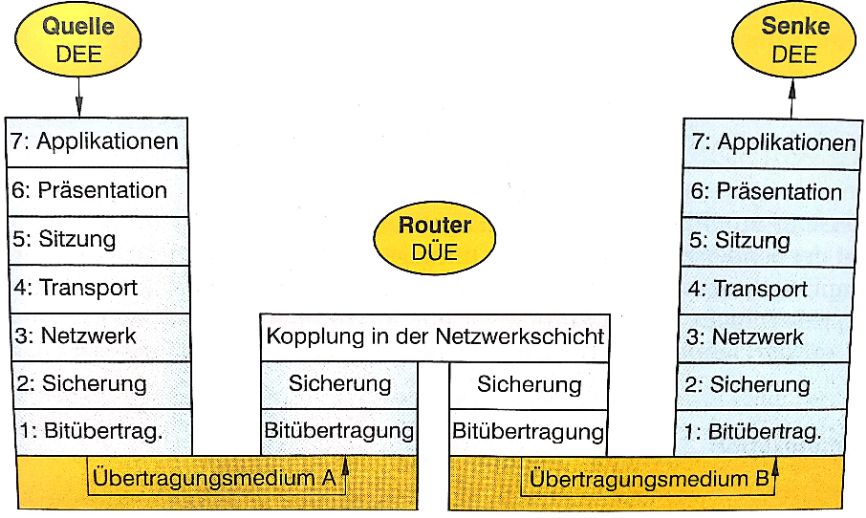 Quelle
DEE
Senke
DEE
7: Applikationen
6: Präsentation
5: Sitzung
4: Transport
3: Netzwerk
2: Sicherung
1: Bitübertrag.
Router
DÜE
Kopplung in der Netzwerkschicht
Sicherung
Bitübertragung
Sicherung
Bitübertragung
7: Applikationen
6: Präsentation
5: Sitzung
4: Transport
3: Netzwerk
2: Sicherung
1: Bitübertrag.
Übertragungsmedium A
Übertragungsmedium B